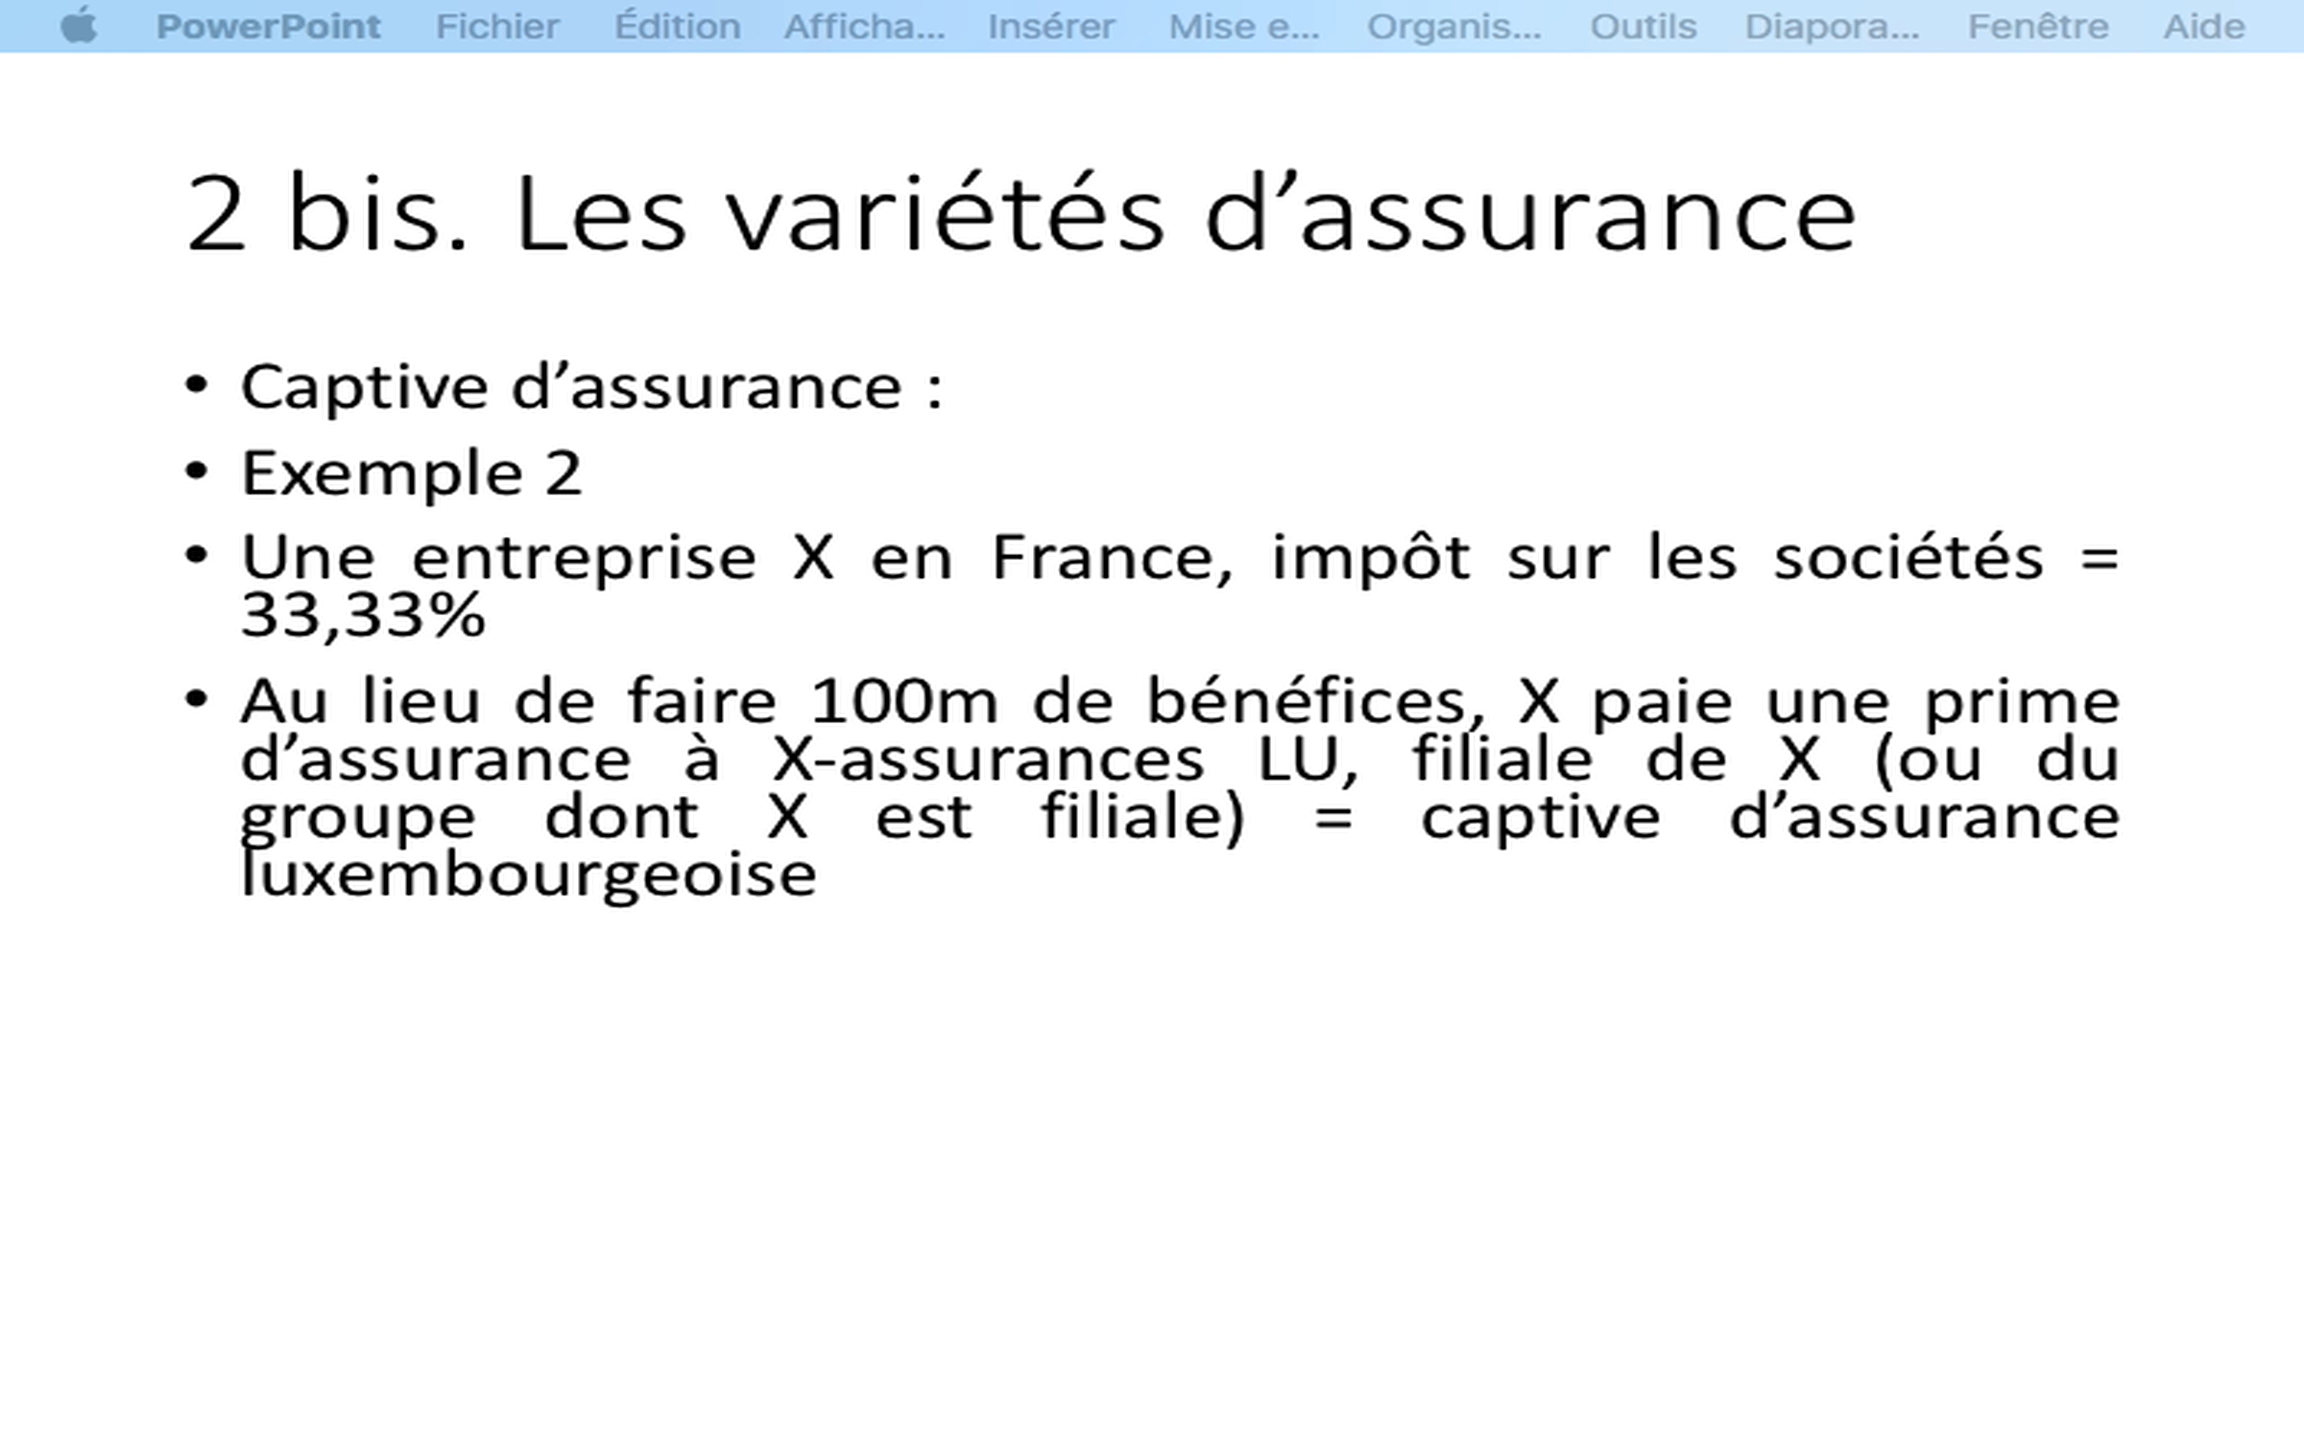 PowerPoint Fichier Édition Afficha... Insérer Mise e... Organis... Outils Diapora... Fenêtre Aide
2 bis. Les variétés d’assurance
• Captive d’assurance :
• Exemple 2
• Une entreprise X en France, impôt sur les sociétés =
33,33%
• Au lieu de faire 100m de bénéfices, X paie une prime
d’assurance à X-assurances LU, filiale de X (ou du
groupe dont X est filiale) = captive d’assurance
luxembourgeoise